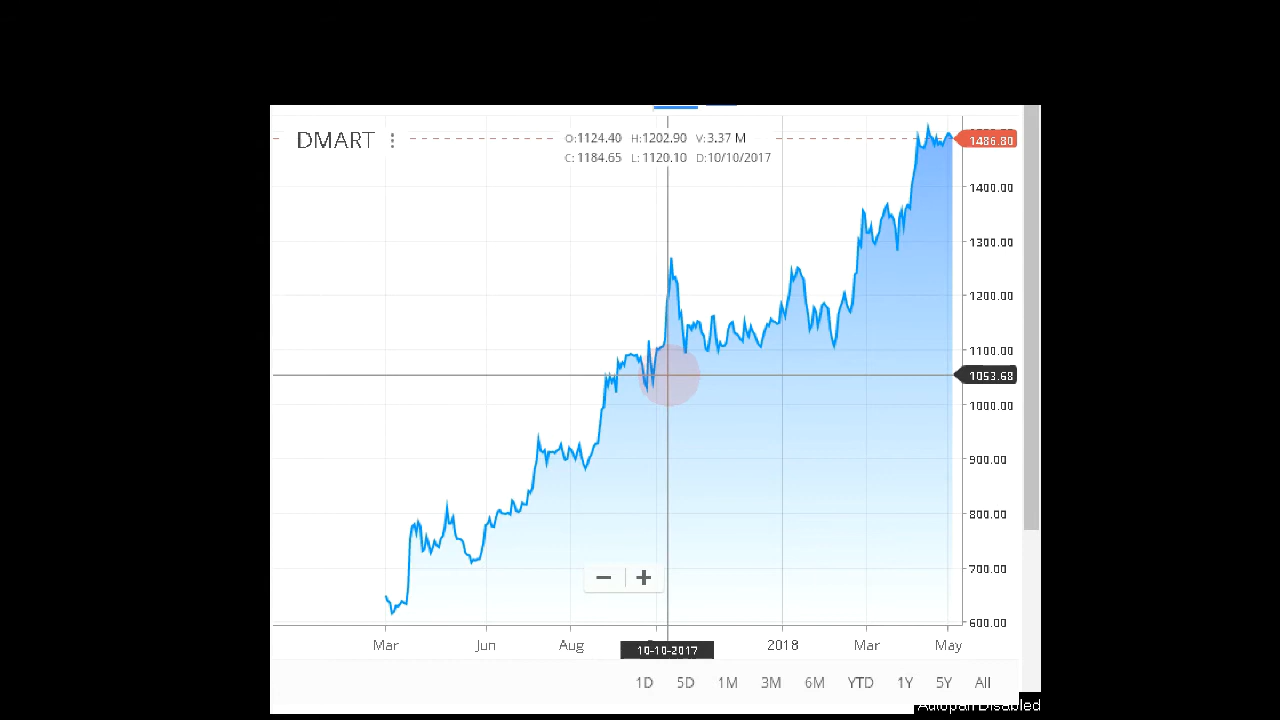 DMART
O:1124.40 H:1202.90 V:3.37 M
C:1184.65 L:1120.10 D:10/10/2017
1486.80
1400.00
1300.00
1200.00
1100.00
1053.68
1000.00
900.00
800.00
700.00
600.00
Mar Jun Aug 10-10-2017 2018 Mar May
1D 5D 1M 3M 6M YTD 1Y 5Y All
Autopan Disabled